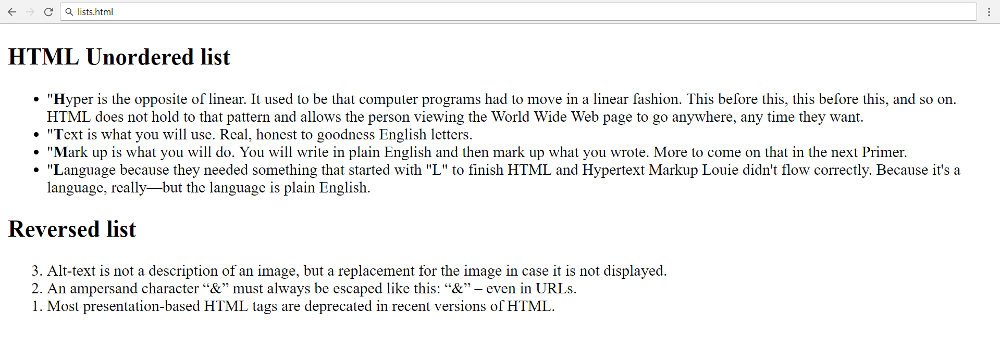 lists.html
HTML Unordered list
• "Hyper is the opposite of linear. It used to be that computer programs had to move in a linear fashion. This before this, this before this, and so on.
HTML does not hold to that pattern and allows the person viewing the World Wide Web page to go anywhere, any time they want.
• "Text is what you will use. Real, honest to goodness English letters.
• "Mark up is what you will do. You will write in plain English and then mark up what you wrote. More to come on that in the next Primer.
• "Language because they needed something that started with "L" to finish HTML and Hypertext Markup Louie didn't flow correctly. Because it's a
language, really—but the language is plain English.
Reversed list
3. Alt-text is not a description of an image, but a replacement for the image in case it is not displayed.
2. An ampersand character “&” must always be escaped like this: “&” – even in URLs.
1. Most presentation-based HTML tags are deprecated in recent versions of HTML.